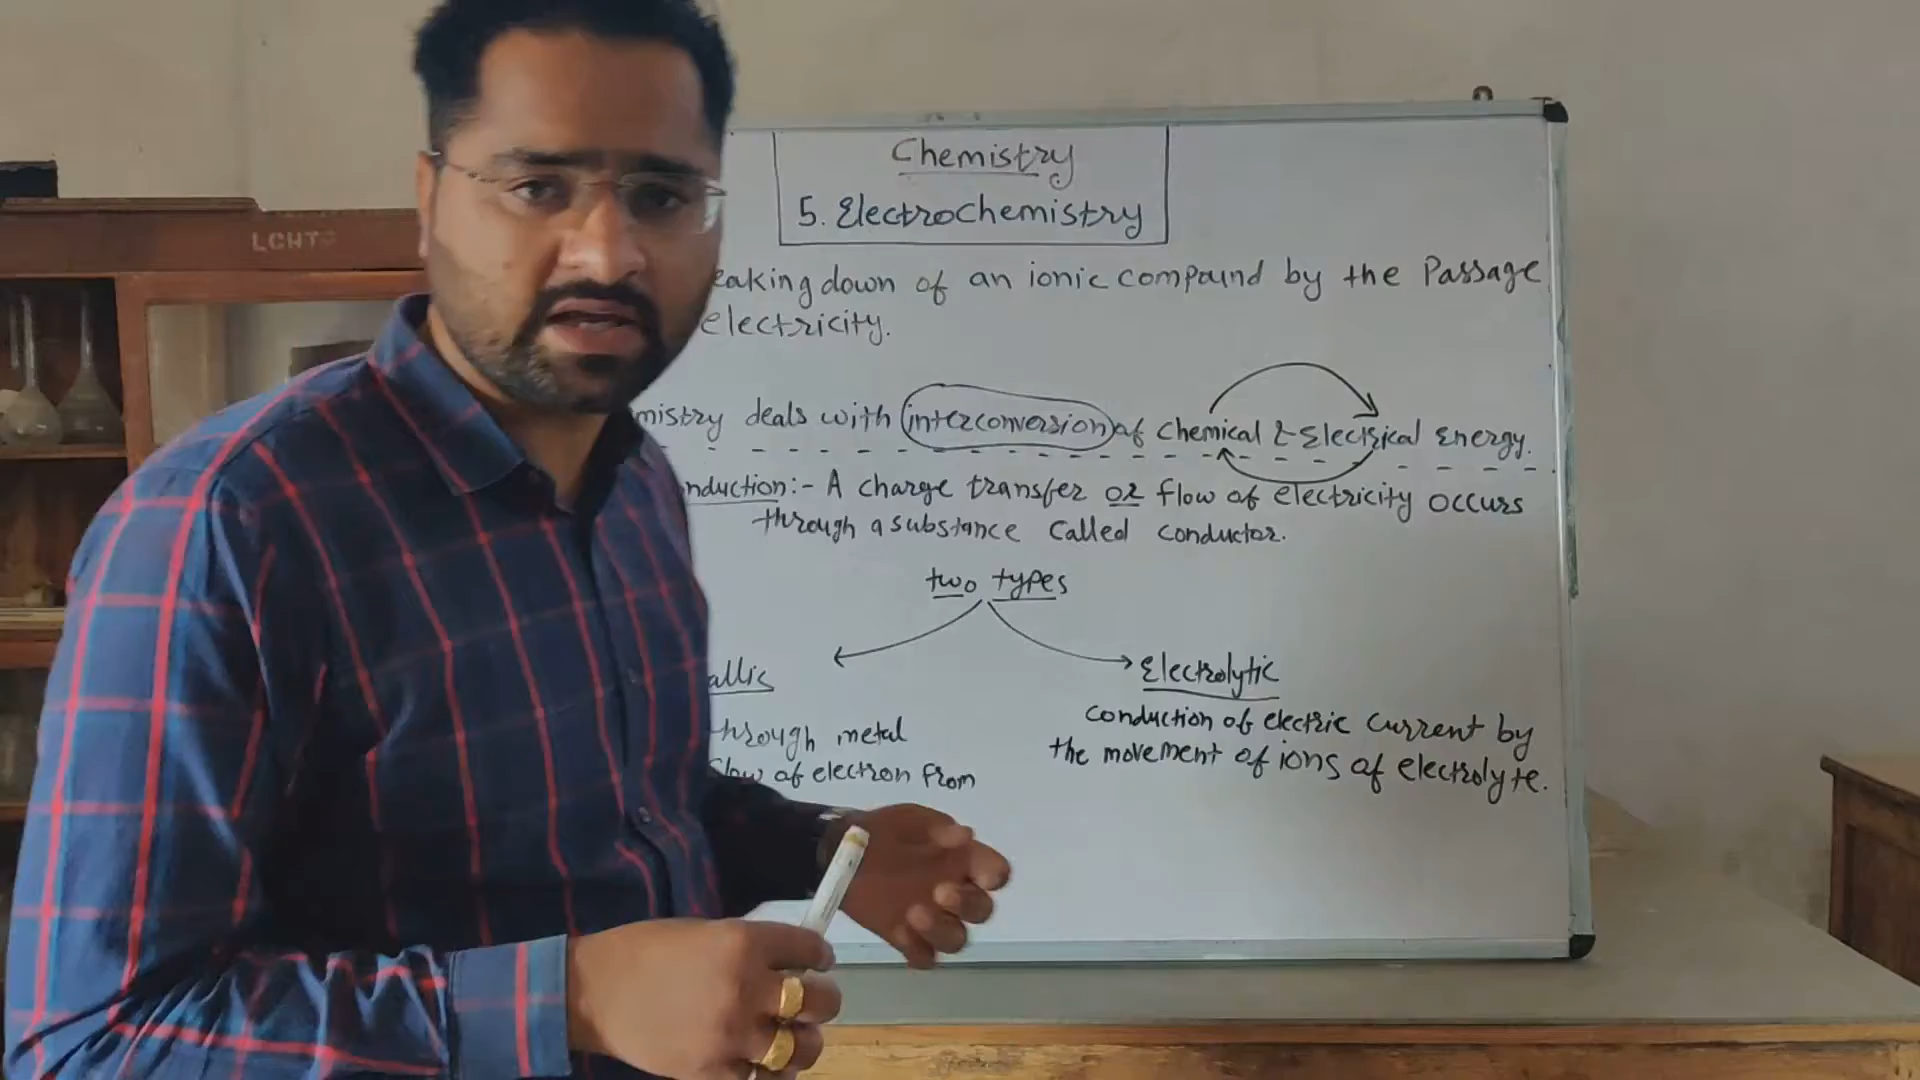 Chemistry
5. Electrochemistry
LCHT
eaking down of an ionic compound by the Passage
electricity.
mistry deals with interconversion of Chemical & Electrical Energy.
nduction:- A charge transfer or flow of electricity occurs
through a substance called conductor.
two types
allic
Electrolytic
through metal
flow of electron from
conduction of electric current by
the movement of ions of electrolyte.